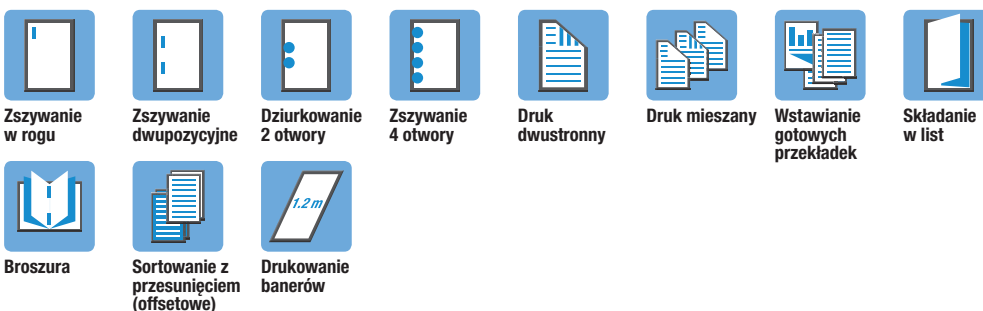 Zszywanie
w rogu
Zszywanie
dwupozycyjne
Dziurkowanie
2 otwory
Zszywanie
4 otwory
Druk
dwustronny
Druk mieszany
Wstawianie
gotowych
przekładek
Składanie
w list
1.2 m
Broszura
Sortowanie z
przesunięciem
(offsetowe)
Drukowanie
banerów